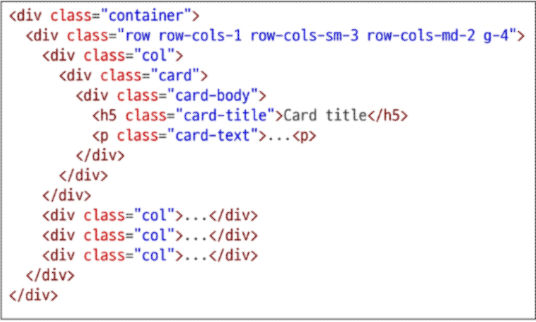 <div class="container">
<div class="row row-cols-1 row-cols-sm-3 row-cols-md-2 g-4">
<div class="col">
<div class="card">
<div class="card-body">
<h5 class="card-title">Card title</h5>
<p class="card-text">...<p>
</div>
</div>
</div>
<div class="col">...</div>
<div class="col">...</div>
<div class="col">...</div>
</div>
</div>